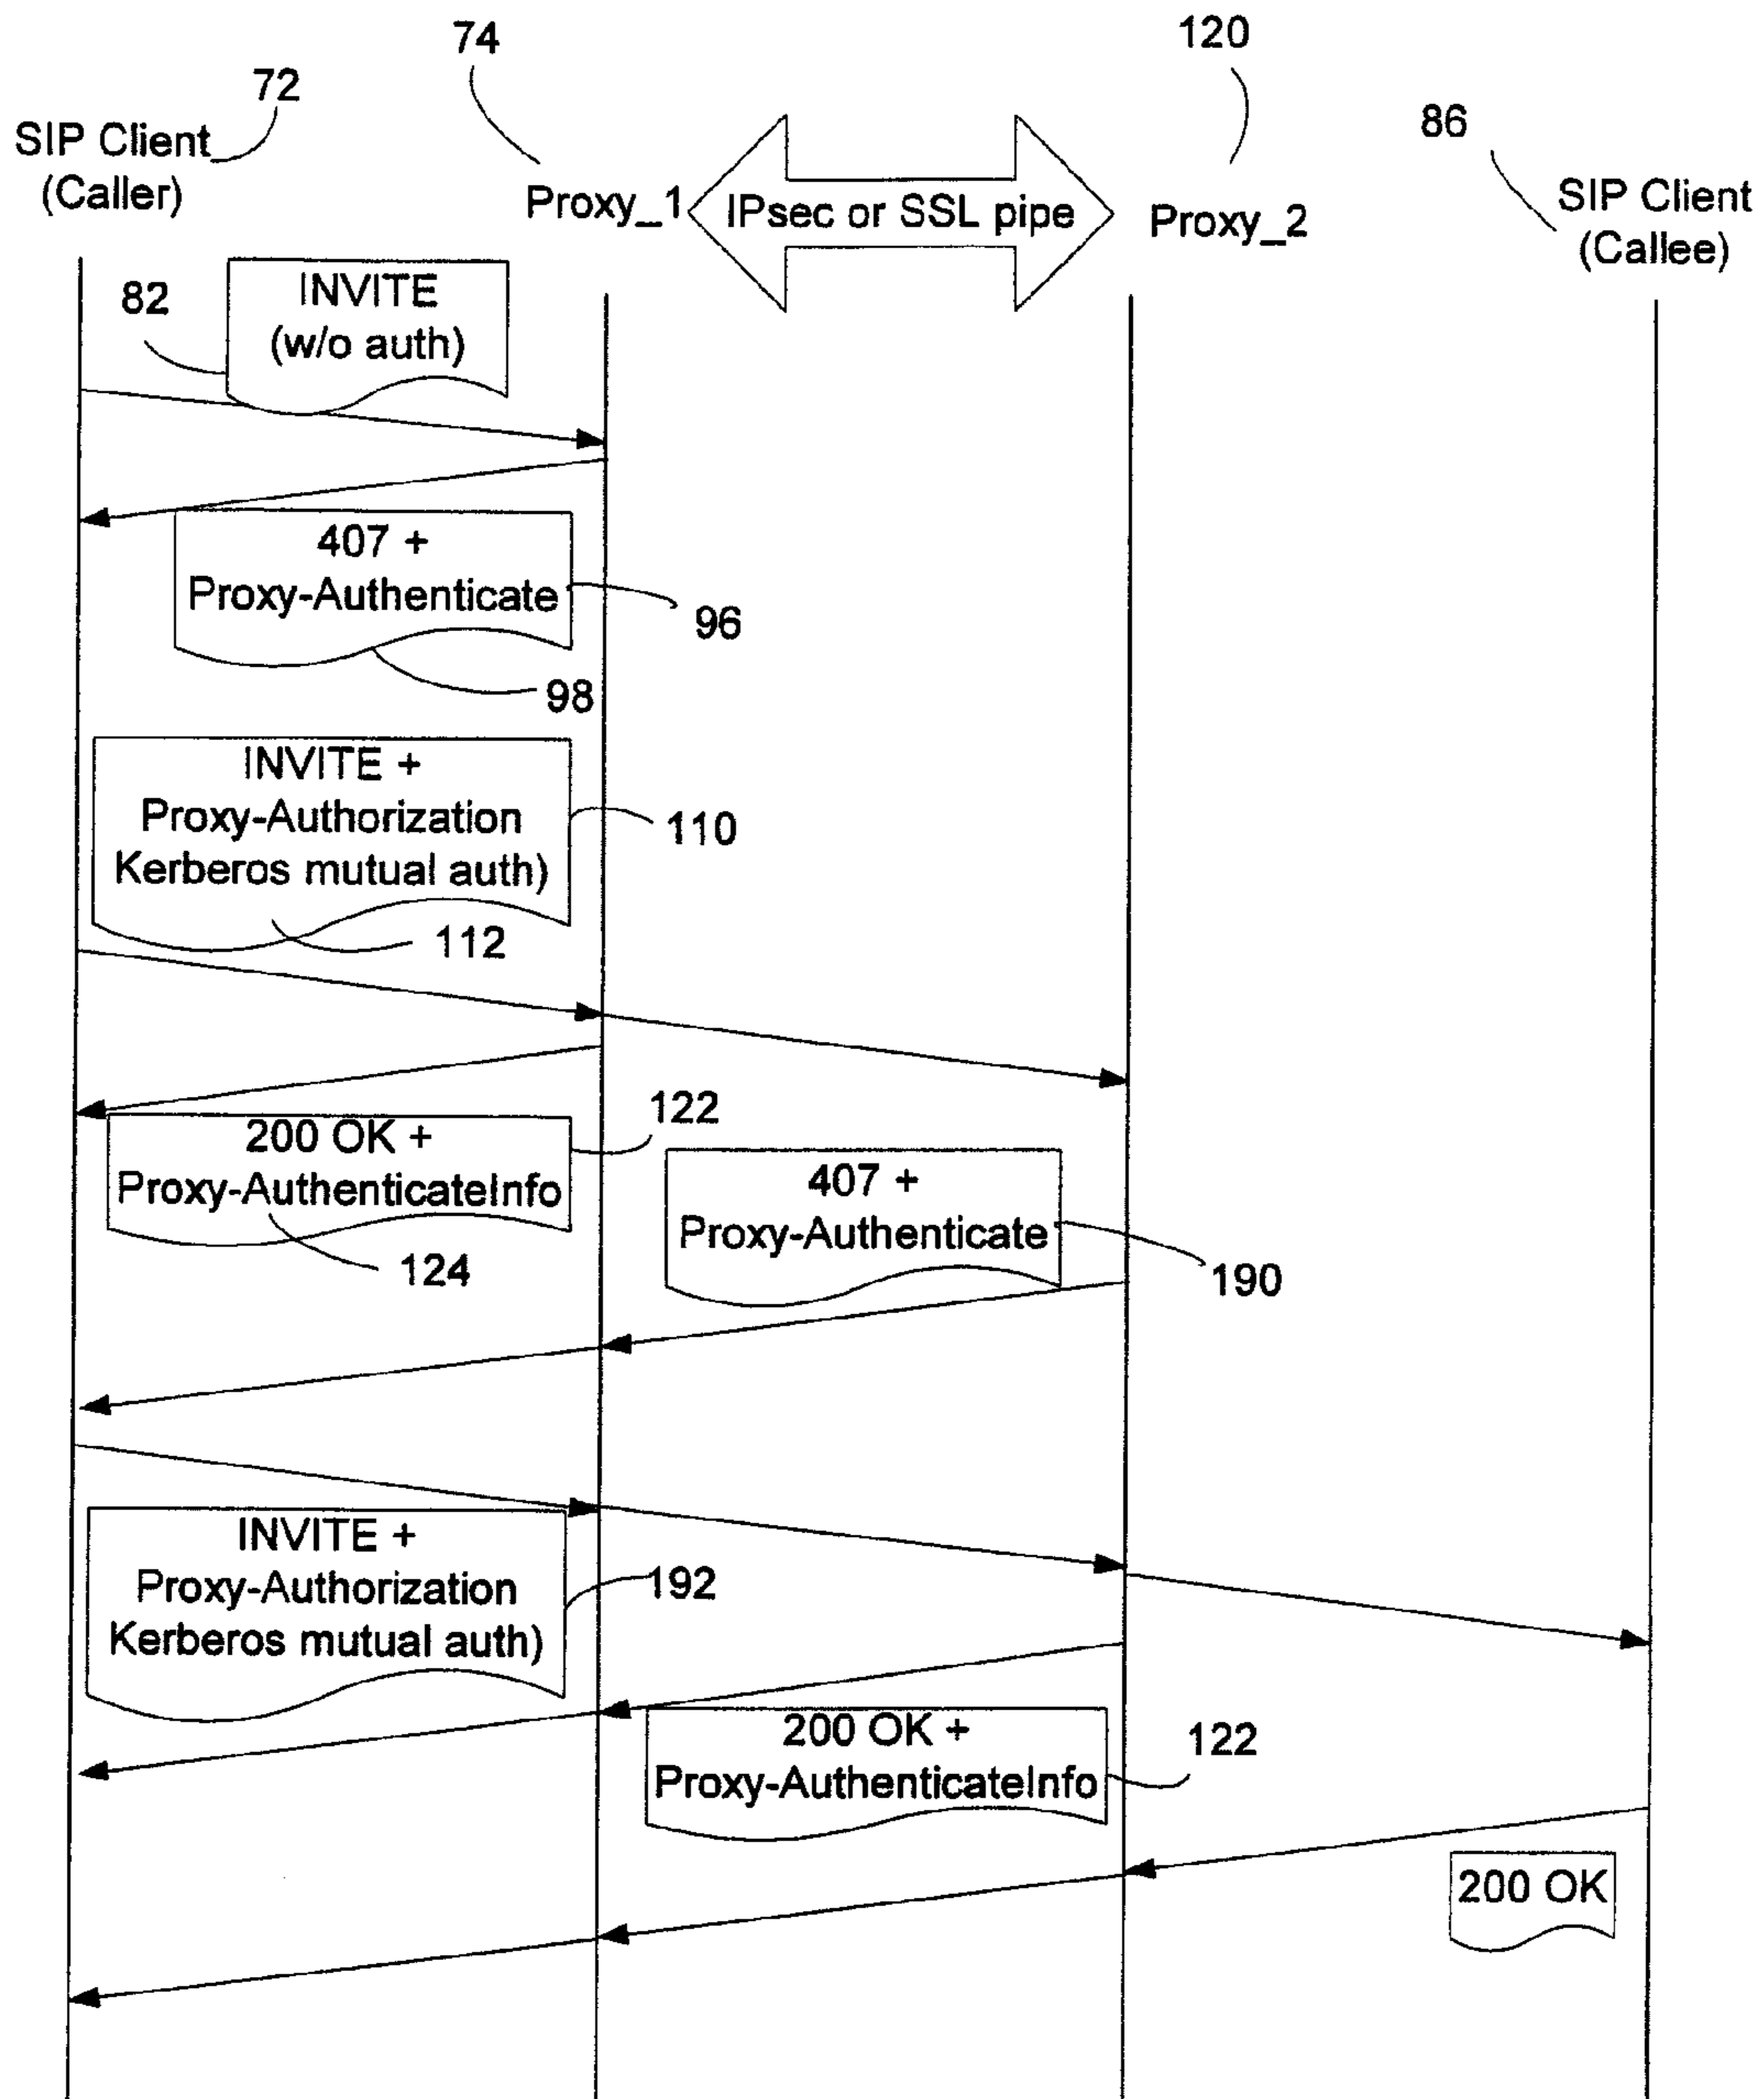 74
120
72
86
SIP Client
(Caller)
Proxy_1
IPsec or SSL pipe
Proxy_2
SIP Client
(Callee)
82
INVITE
(w/o auth)
407 +
Proxy-Authenticate
96
98
INVITE +
Proxy-Authorization
Kerberos mutual auth)
110
112
200 OK +
Proxy-AuthenticateInfo
122
124
407 +
Proxy-Authenticate
190
INVITE +
Proxy-Authorization
Kerberos mutual auth)
192
200 OK +
Proxy-AuthenticateInfo
122
200 OK